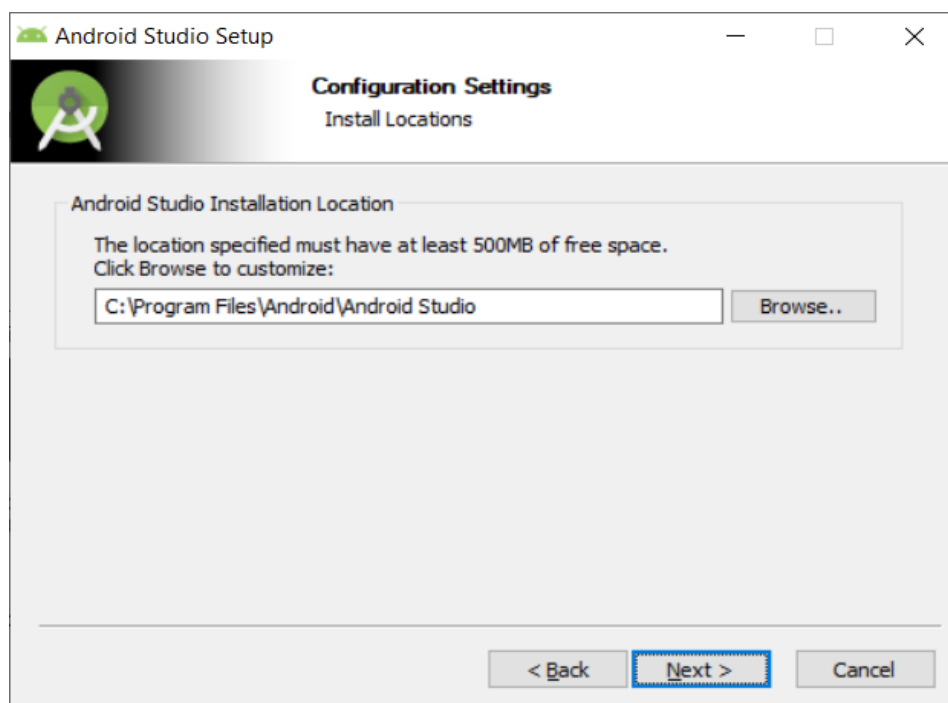 Android Studio Setup
Configuration Settings
Install Locations
Android Studio Installation Location
The location specified must have at least 500MB of free space.
Click Browse to customize:
C:\Program Files\Android\Android Studio
Browse..
< Back
Next >
Cancel